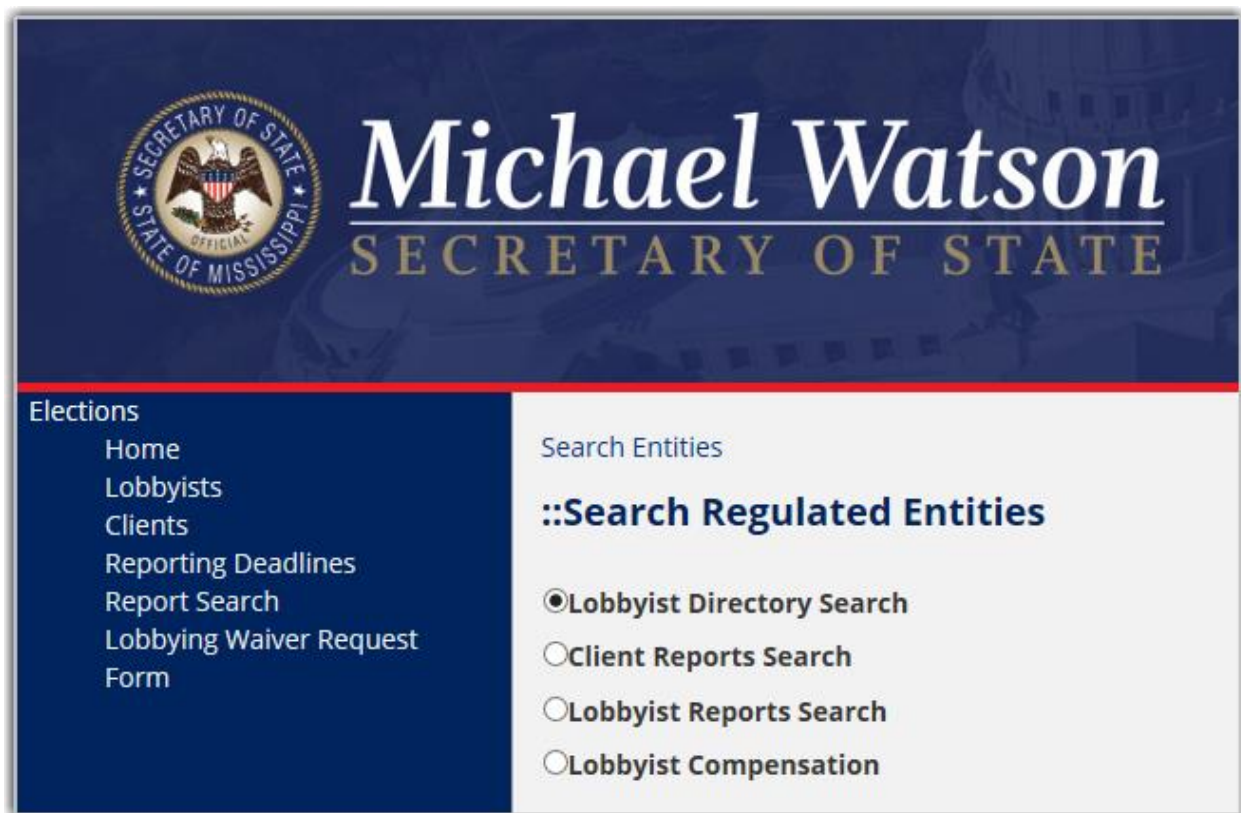 SECRETARY OF STATE
STATE OF MISSISSIPPI
OFFICIAL
Michael Watson
SECRETARY OF STATE
Elections
Home
Lobbyists
Clients
Reporting Deadlines
Report Search
Lobbying Waiver Request
Form
Search Entities
::Search Regulated Entities
Lobbyist Directory Search
Client Reports Search
Lobbyist Reports Search
Lobbyist Compensation